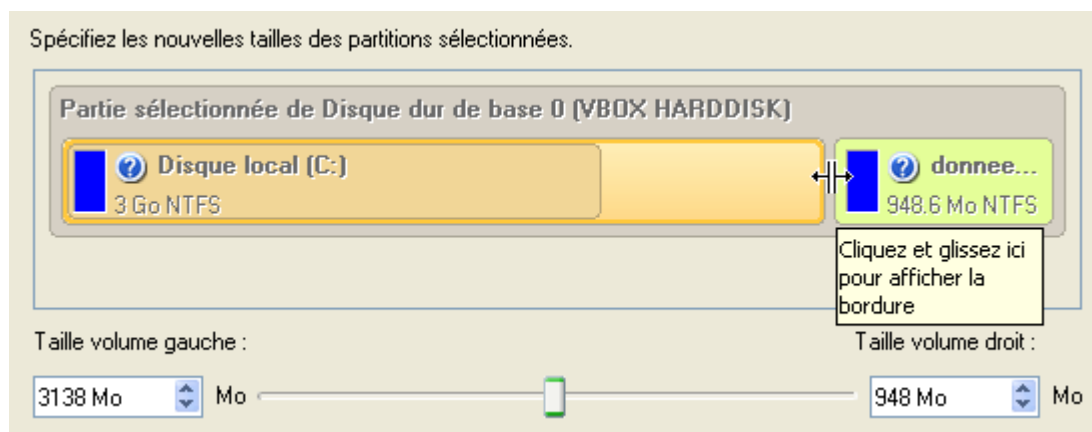 Spécifiez les nouvelles tailles des partitions sélectionnées.
Partie sélectionnée de Disque dur de base 0 (VBOX HARDDISK)
Disque local (C:)
3 Go NTFS
donnee...
948.6 Mo NTFS
Cliquez et glissez ici
pour afficher la
bordure
Taille volume gauche :
Taille volume droit :
3138 Mo
Mo
948 Mo
Mo